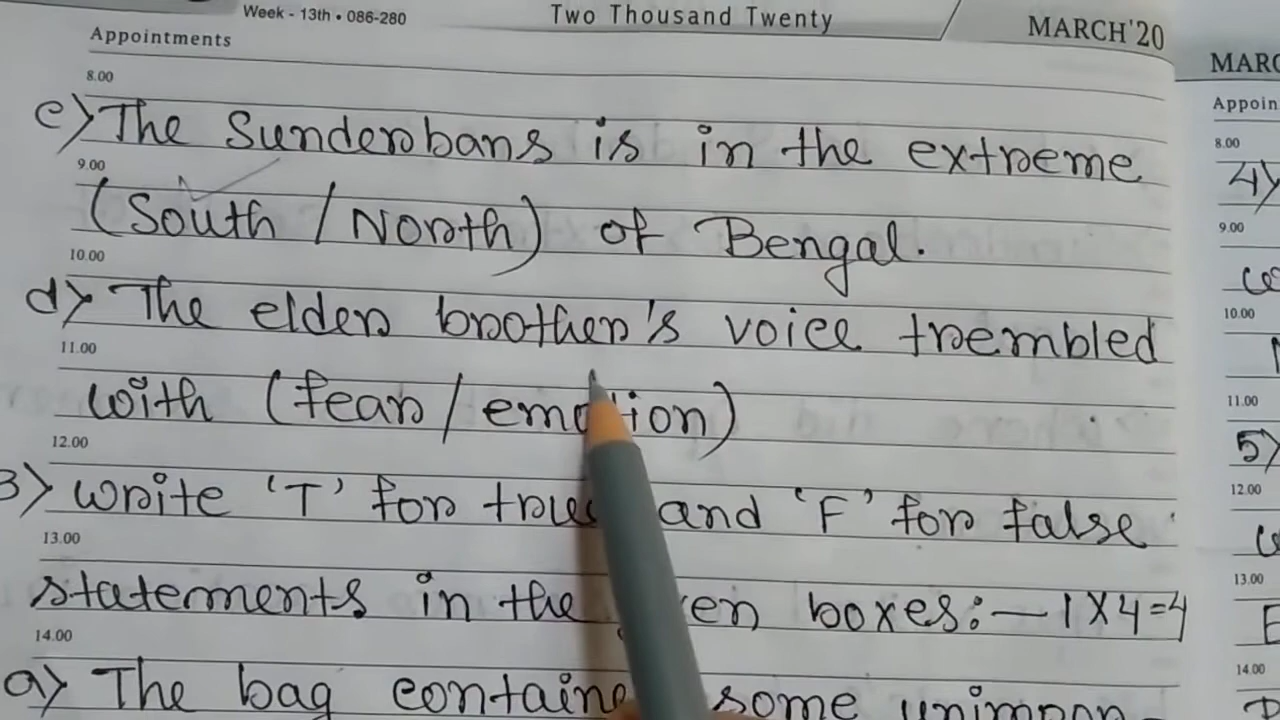 Week - 13th • 086-280
Two Thousand Twenty
MARCH'20
Appointments
8.00
c) The Sunderbans is in the extreme
9.00
(South / North) of Bengal.
10.00
d) The elder brother's voice trembled
11.00
with (fear / emotion)
12.00
3) Write 'T' for true and 'F' for false
13.00
statements in the boxes:— 1X4=4
14.00
a) The bag some
8.00
4)
9.00
10.00
11.00
5)
12.00
13.00
14.00